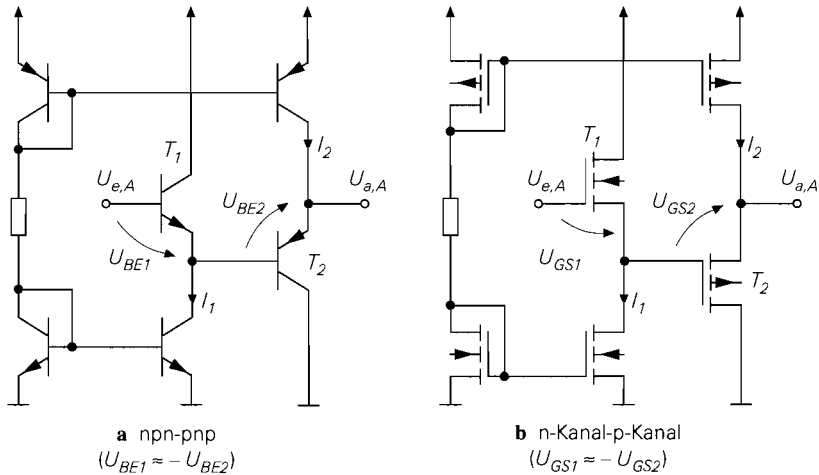 T1
I2
Ue,A
UBE2
Ua,A
UBE1
T2
I1
a npn-pnp
(UBE1 ≈ − UBE2)
T1
I2
Ue,A
UGS2
Ua,A
UGS1
T2
I1
b n-Kanal-p-Kanal
(UGS1 ≈ − UGS2)